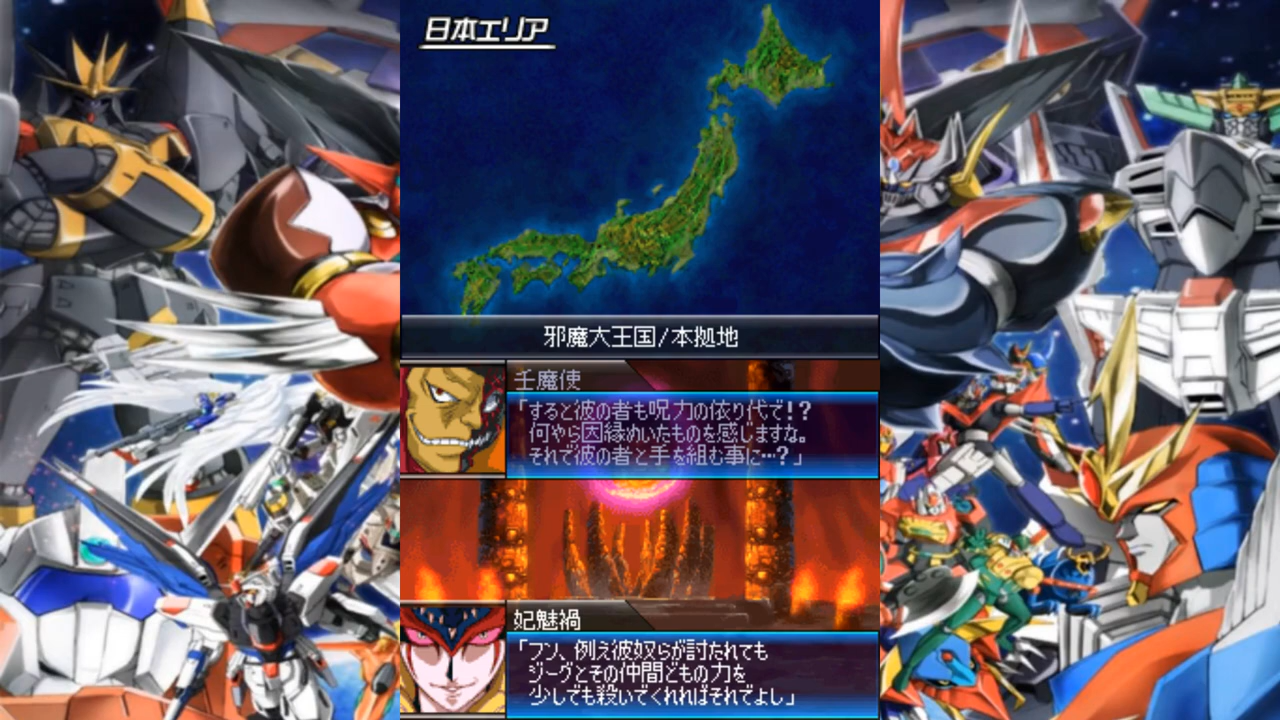 日本エリア
邪魔大王国/本拠地
壬魔使
「すると彼の者も呪力の依り代で!?
何やら因縁めいたものを感じますな。
それで彼の者と手を組む事に…?」
妃魅禍
「フン、例え彼奴らが討たれても
ジーグとその仲間どもの力を
少しでも殺いでくれればそれでよし」